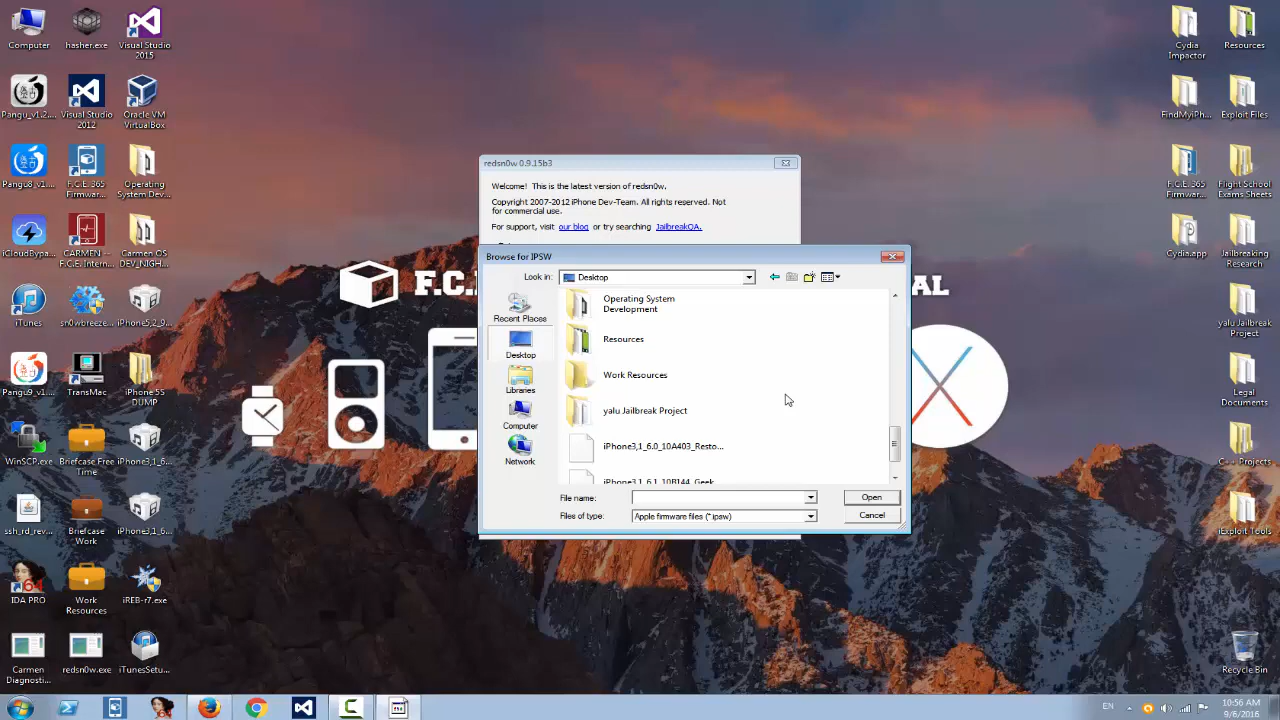 Computer
hasher.exe
Visual Studio
2015
Pangu_v1.2....
Visual Studio
2012
Oracle VM
VirtualBox
Pangu8_v1....
F.C.E. 365
Firmwar...
Operating
System Dev...
iCloudBypa...
CARMEN --
F.C.E. Intern...
Carmen OS
DEV_NIGH...
iTunes
sn0wbreeze...
iPhone5,2_9...
Pangu9_v1....
TransMac
iPhone 5S
DUMP
WinSCP.exe
Briefcase Free
Time
iPhone3,1_6...
ssh_rd_rev...
Briefcase
Work
iPhone3,1_6...
IDA PRO
64
Work
Resources
iREB-r7.exe
Carmen
Diagnosti...
redsn0w.exe
iTunesSetu...
F.C.
AL
redsn0w 0.9.15b3
Welcome! This is the latest version of redsn0w.
Copyright 2007-2012 iPhone Dev-Team. All rights reserved. Not
for commercial use.
For support, visit our blog or try searching JailbreakQA.
Browse for IPSW
Look in:
Desktop
Recent Places
Desktop
Libraries
Computer
Network
Operating System
Development
Resources
Work Resources
yalu Jailbreak Project
iPhone3,1_6.0_10A403_Resto...
iPhone3,1_6.1_10B144_Geek...
File name:
Open
Files of type:
Apple firmware files (*.ipsw)
Cancel
Cydia
Impactor
Resources
FindMyiPh...
Exploit Files
F.C.E. 365
Firmwar...
Flight School
Exams Sheets
Cydia.app
Jailbreaking
Research
yalu Jailbreak
Project
Legal
Documents
C++ Projects
iExploit Tools
Recycle Bin
EN
10:56 AM
9/6/2016